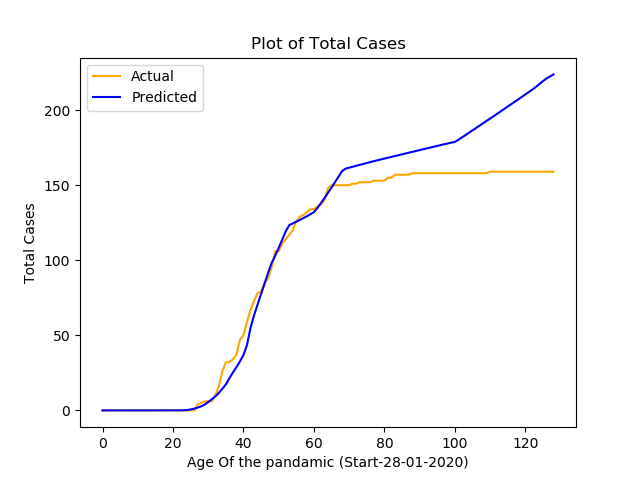 Plot of Total Cases
Actual
Predicted
200
150
100
50
0
Total Cases
0 20 40 60 80 100 120
Age Of the pandamic (Start-28-01-2020)